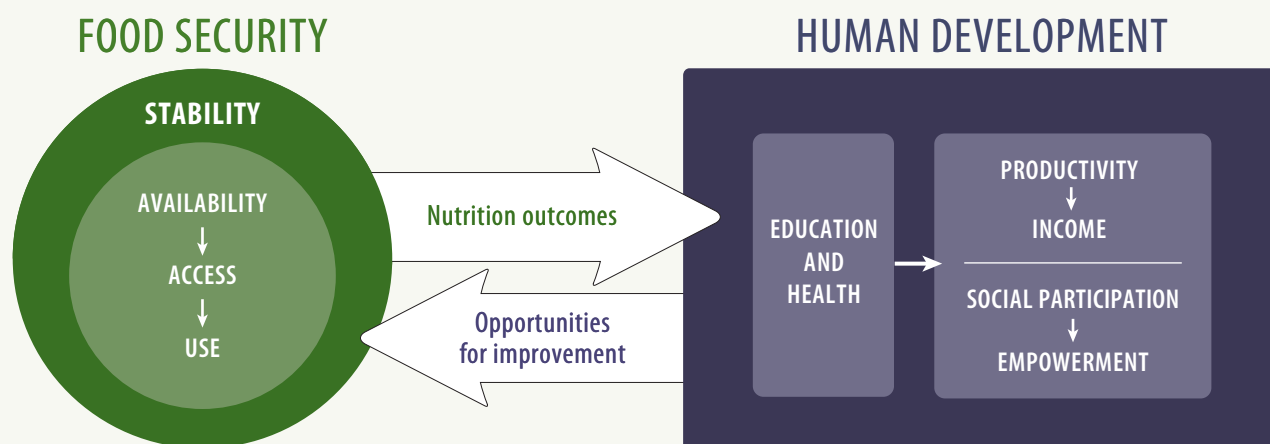 FOOD SECURITY
STABILITY
AVAILABILITY
ACCESS
USE
Nutrition outcomes
Opportunities
for improvement
HUMAN DEVELOPMENT
EDUCATION
AND
HEALTH
PRODUCTIVITY
INCOME
SOCIAL PARTICIPATION
EMPOWERMENT